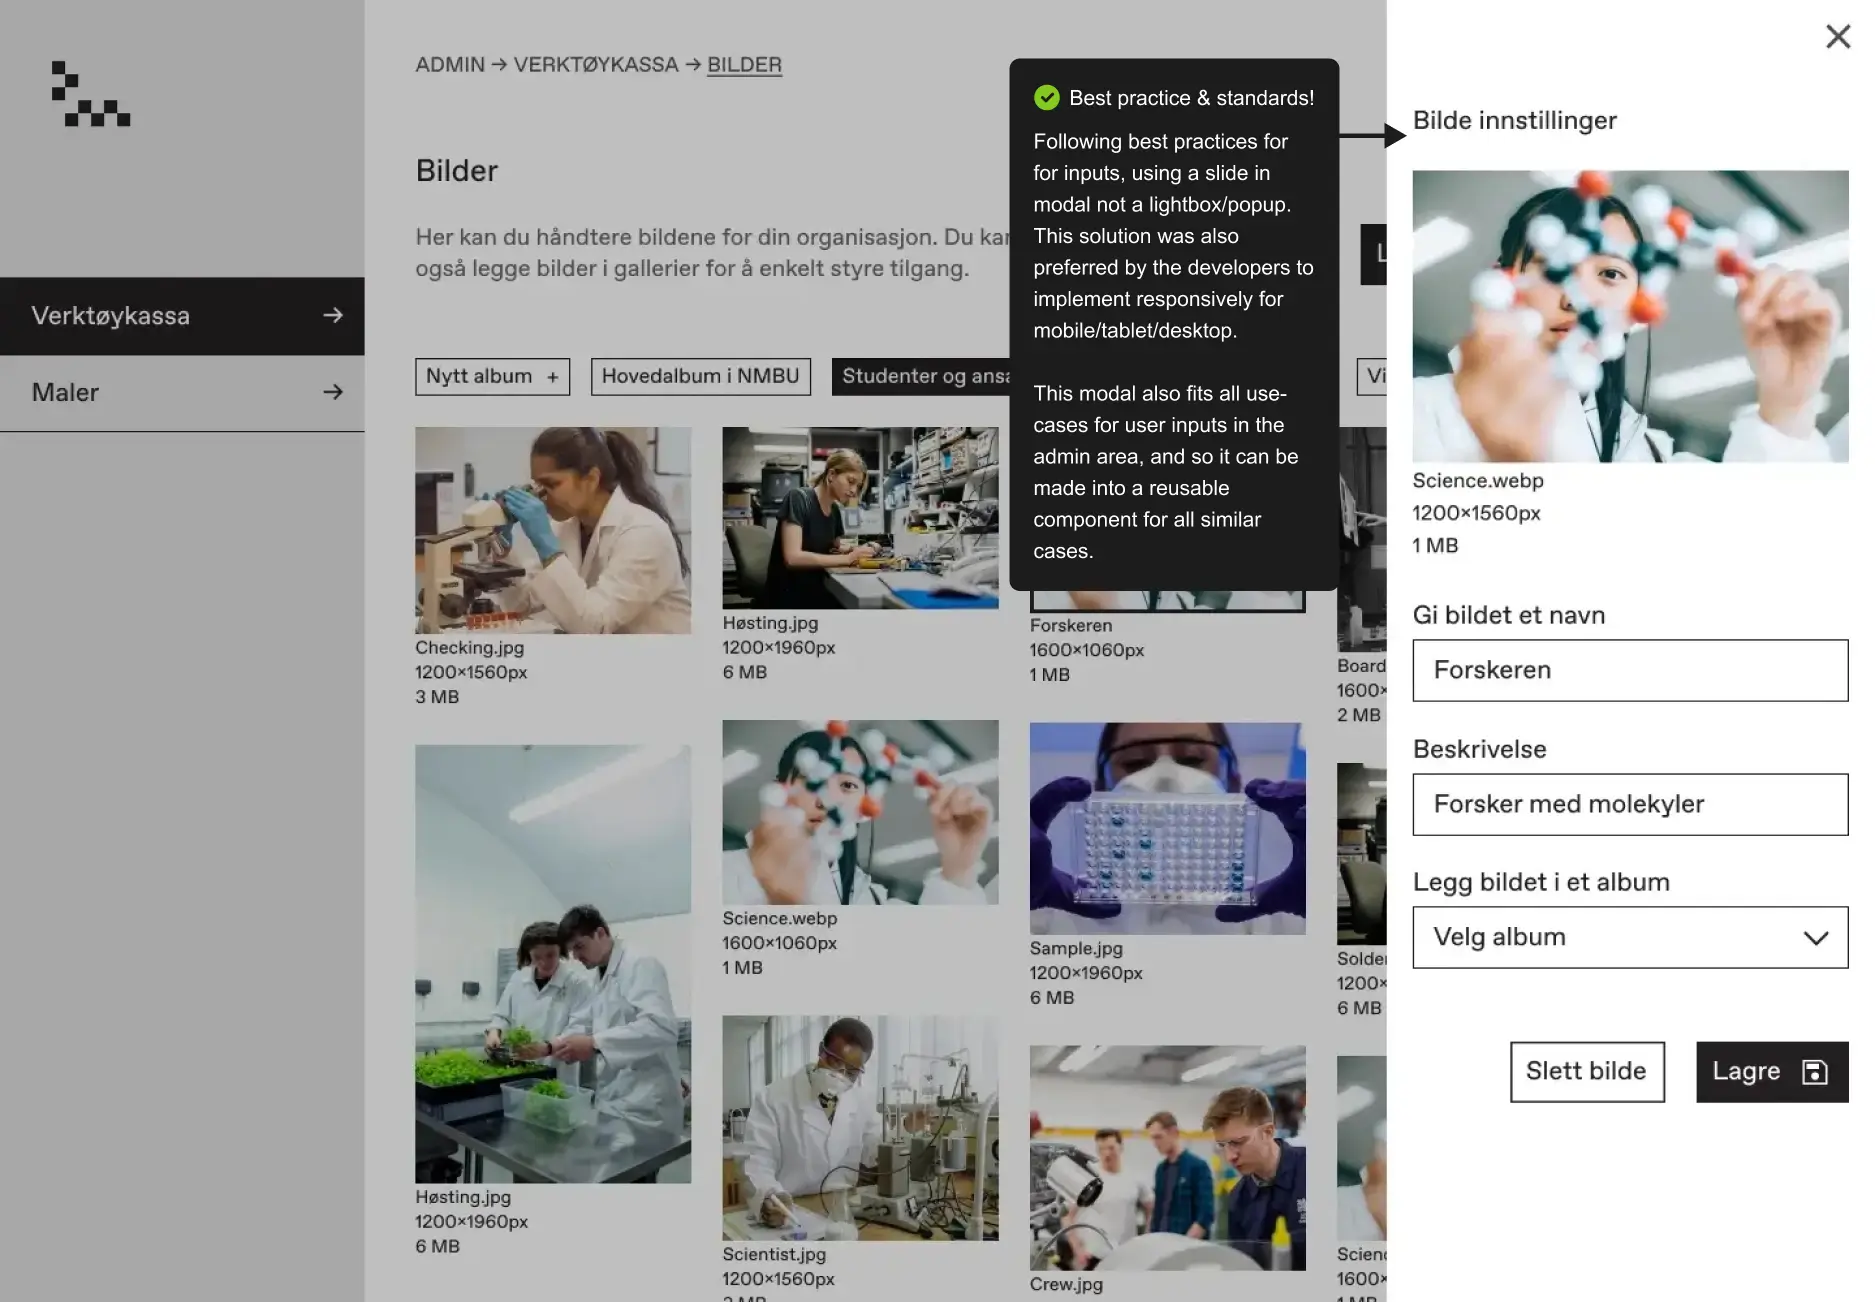 ADMIN → VERKTØYKASSA → BILDER
Bilder
Her kan du håndtere bildene for din organisasjon. Du kan
også legge bilder i gallerier for å enkelt styre tilgang.
Verktøykassa →
Maler →
Nytt album +
Hovedalbum i NMBU
Studenter og
Checking.jpg
1200×1560px
3 MB
Høsting.jpg
1200×1960px
6 MB
Forskeren
1600×1060px
1 MB
Board
1600×
2 MB
Høsting.jpg
1200×1960px
6 MB
Science.webp
1600×1060px
1 MB
Sample.jpg
1200×1960px
6 MB
Solder
1200×
6 MB
Scientist.jpg
1200×1560px
Crew.jpg
Scienc
1600×
Best practice & standards!
Following best practices for
for inputs, using a slide in
modal not a lightbox/popup.
This solution was also
preferred by the developers to
implement responsively for
mobile/tablet/desktop.
This modal also fits all use-
cases for user inputs in the
admin area, and so it can be
made into a reusable
component for all similar
cases.
Bilde innstillinger
Science.webp
1200×1560px
1 MB
Gi bildet et navn
Forskeren
Beskrivelse
Forsker med molekyler
Legg bildet i et album
Velg album
Slett bilde
Lagre